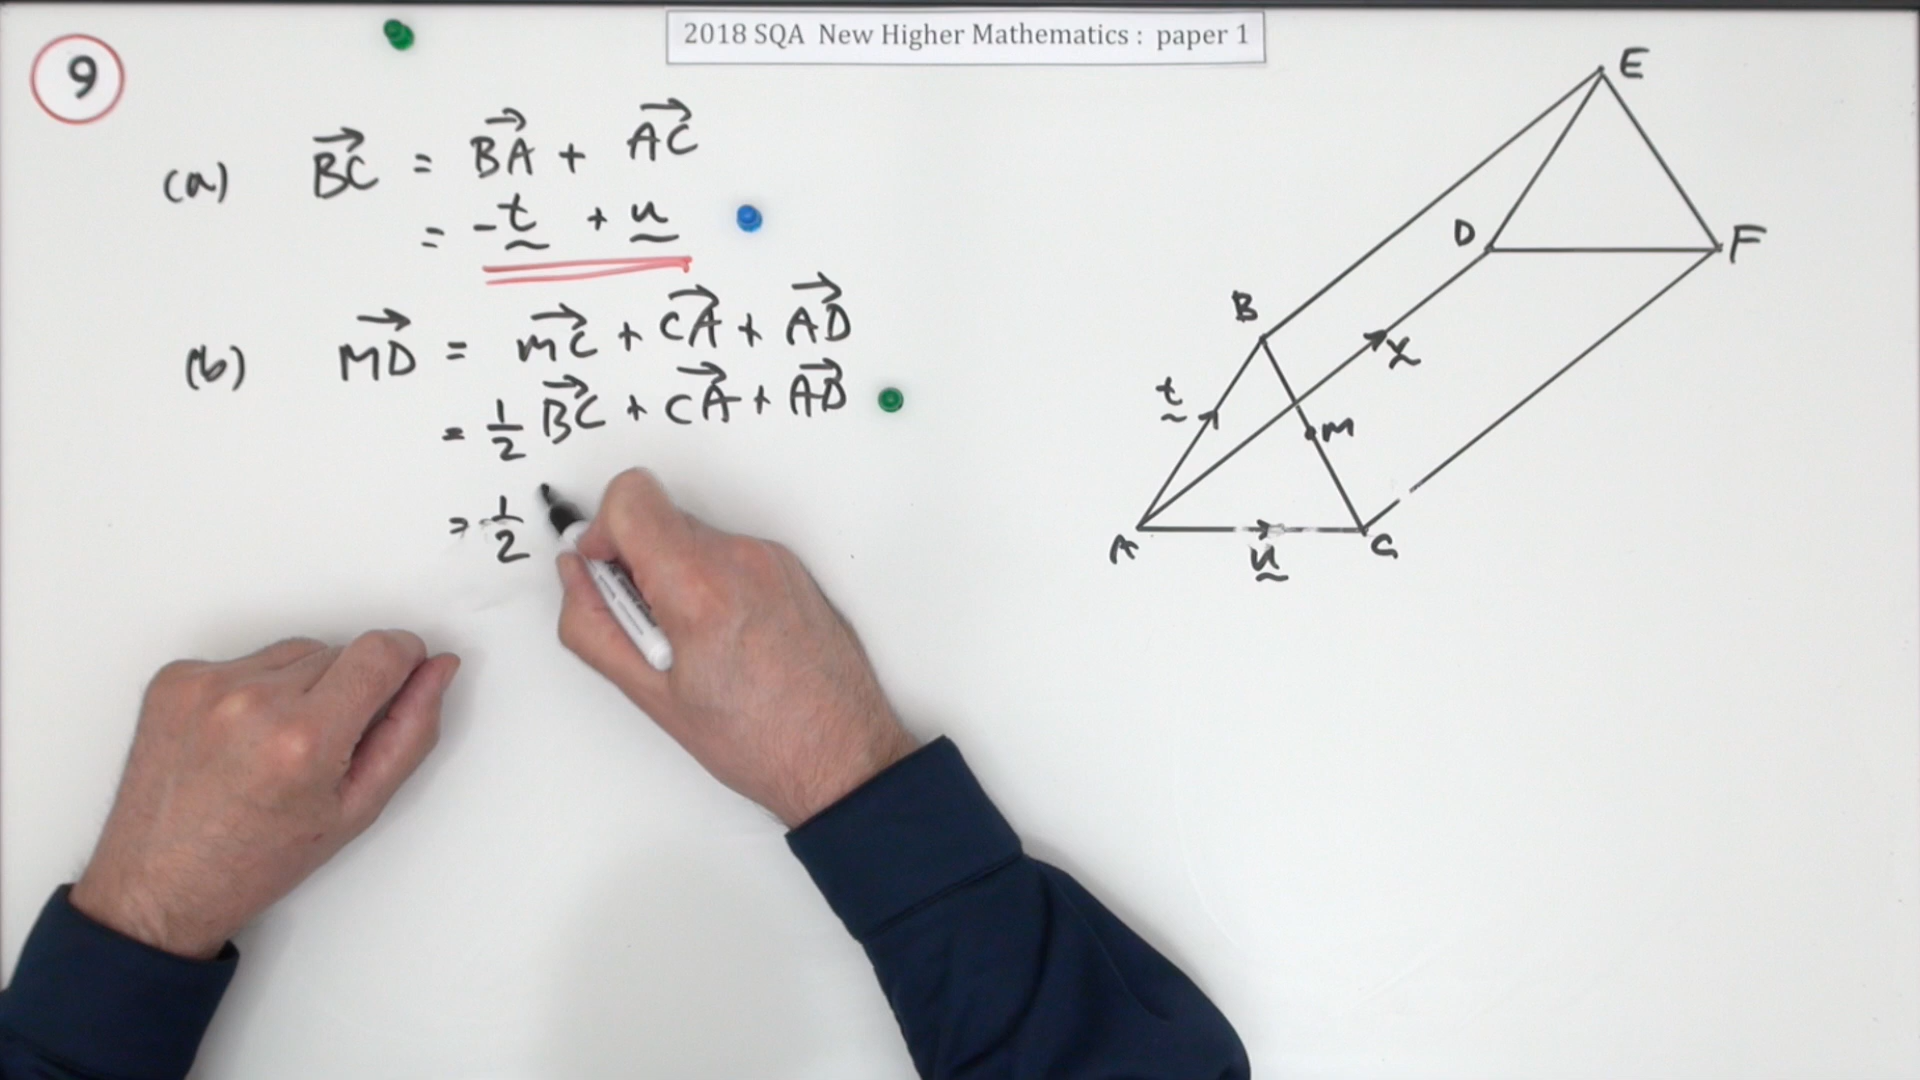 2018 SQA New Higher Mathematics : paper 1
9
(a) BC→ = BA→ + AC→
= -t + u
(b) MD→ = MC→ + CA→ + AD→
= 1/2 BC→ + CA→ + AD→
= 1/2
E
D
F
B
t
M
A
u
C